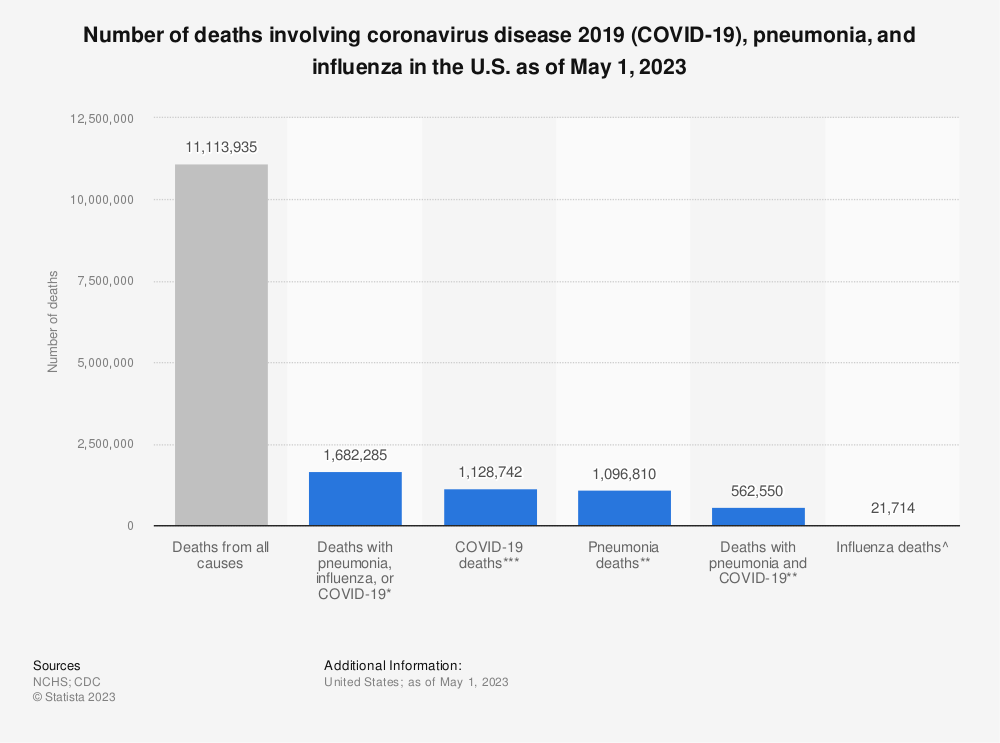 Number of deaths involving coronavirus disease 2019 (COVID-19), pneumonia, and
influenza in the U.S. as of May 1, 2023
Number of deaths
12,500,000
10,000,000
7,500,000
5,000,000
2,500,000
0
11,113,935
1,682,285
1,128,742
1,096,810
562,550
21,714
Deaths from all
causes
Deaths with
pneumonia,
influenza, or
COVID-19*
COVID-19
deaths***
Pneumonia
deaths**
Deaths with
pneumonia and
COVID-19**
Influenza deaths^
Sources
NCHS; CDC
© Statista 2023
Additional Information:
United States; as of May 1, 2023